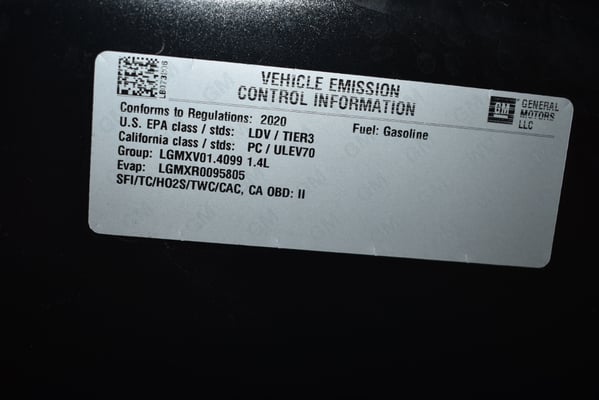 VEHICLE EMISSION
CONTROL INFORMATION
GM
GENERAL
MOTORS
LLC
Conforms to Regulations: 2020
Fuel: Gasoline
U.S. EPA class / stds: LDV / TIER3
California class / stds: PC / ULEV70
Group: LGMXV01.4099 1.4L
Evap: LGMXR0095805
SFI/TC/HO2S/TWC/CAC, CA OBD: II